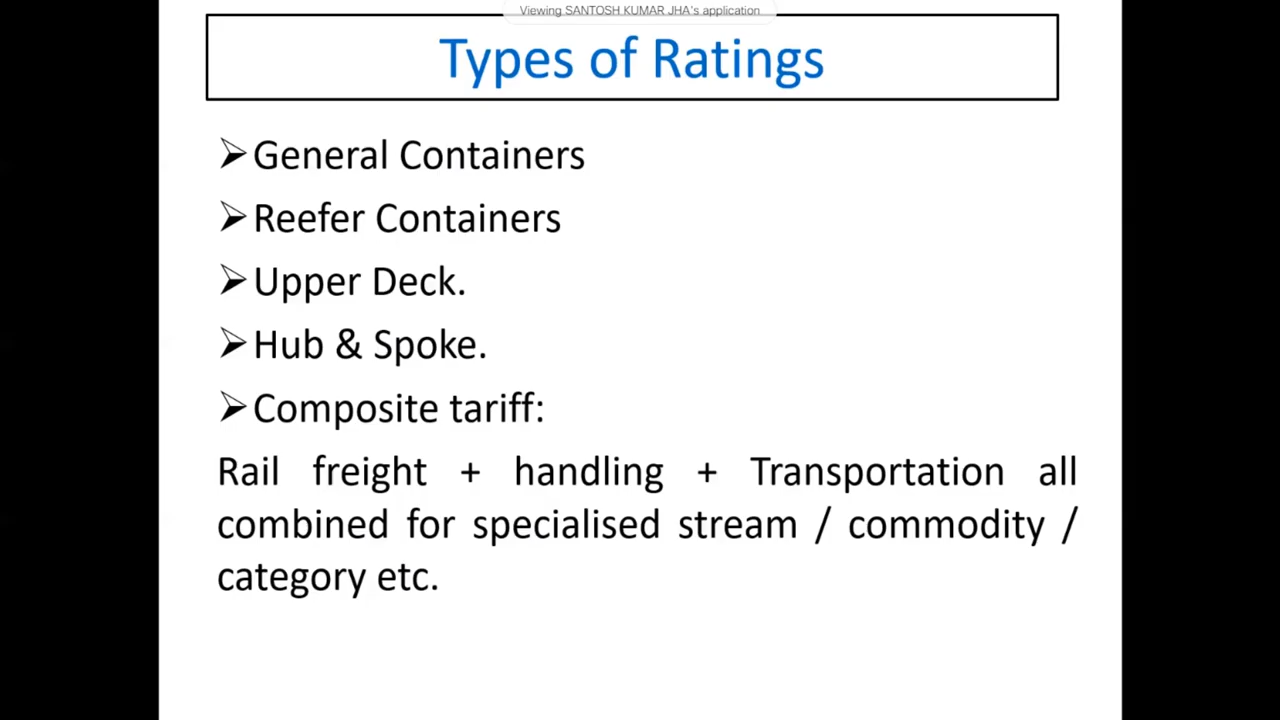 Viewing SANTOSH KUMAR JHA's application
Types of Ratings
➢General Containers
➢Reefer Containers
➢Upper Deck.
➢Hub & Spoke.
➢Composite tariff:
Rail freight + handling + Transportation all
combined for specialised stream / commodity /
category etc.